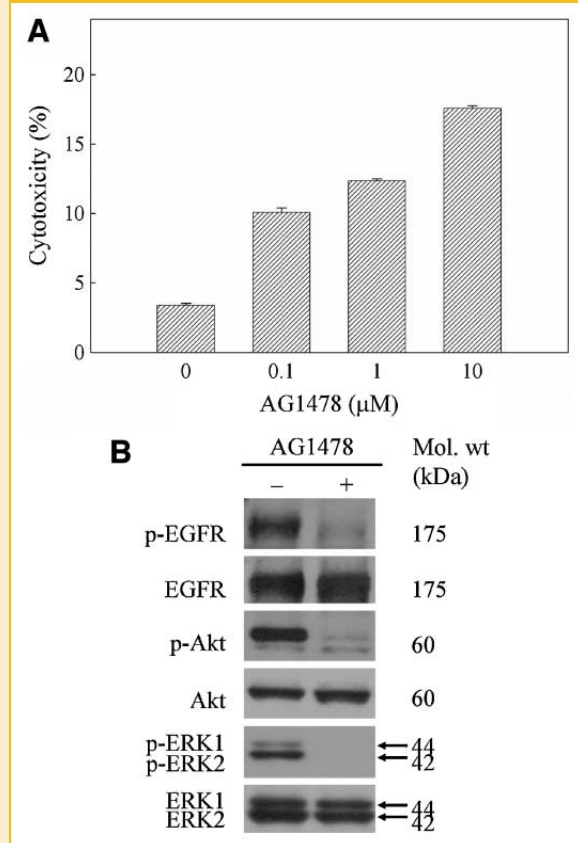 A
Cytotoxicity (%)
20
15
10
5
0
0 0.1 1 10
AG1478 (μM)
B
AG1478 Mol. wt
− + (kDa)
p-EGFR 175
EGFR 175
p-Akt 60
Akt 60
p-ERK1 44
p-ERK2 42
ERK1 44
ERK2 42